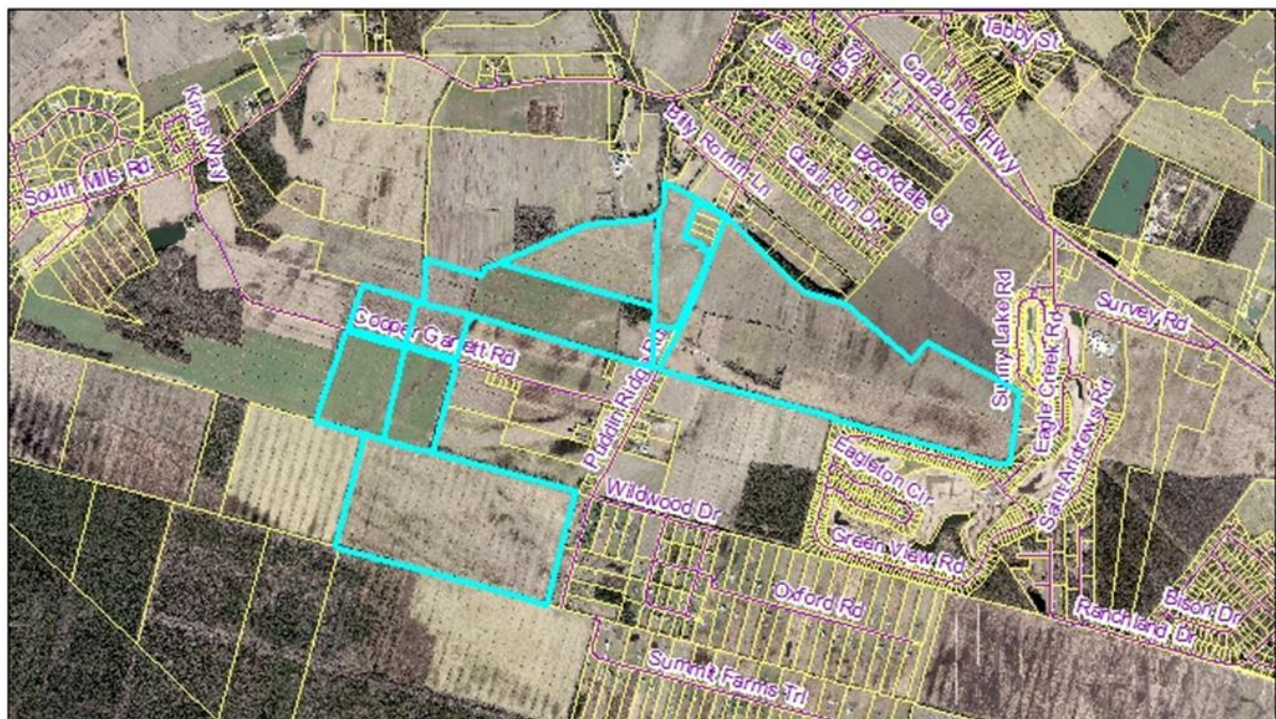 Tabby St
Jae Ct
Caratoke Hwy
Kings Way
Billy Romm Ln
Quail Run Dr
Brookdale Ct
South Mills Rd
Sunny Lake Rd
Survey Rd
Cooper Garrett Rd
Eagle Creek Rd
Puddin Ridge Rd
Saint Andrews Rd
Eagleton Cir
Wildwood Dr
Green View Rd
Oxford Rd
Bison Dr
Ranchland Dr
Summit Farms Trl